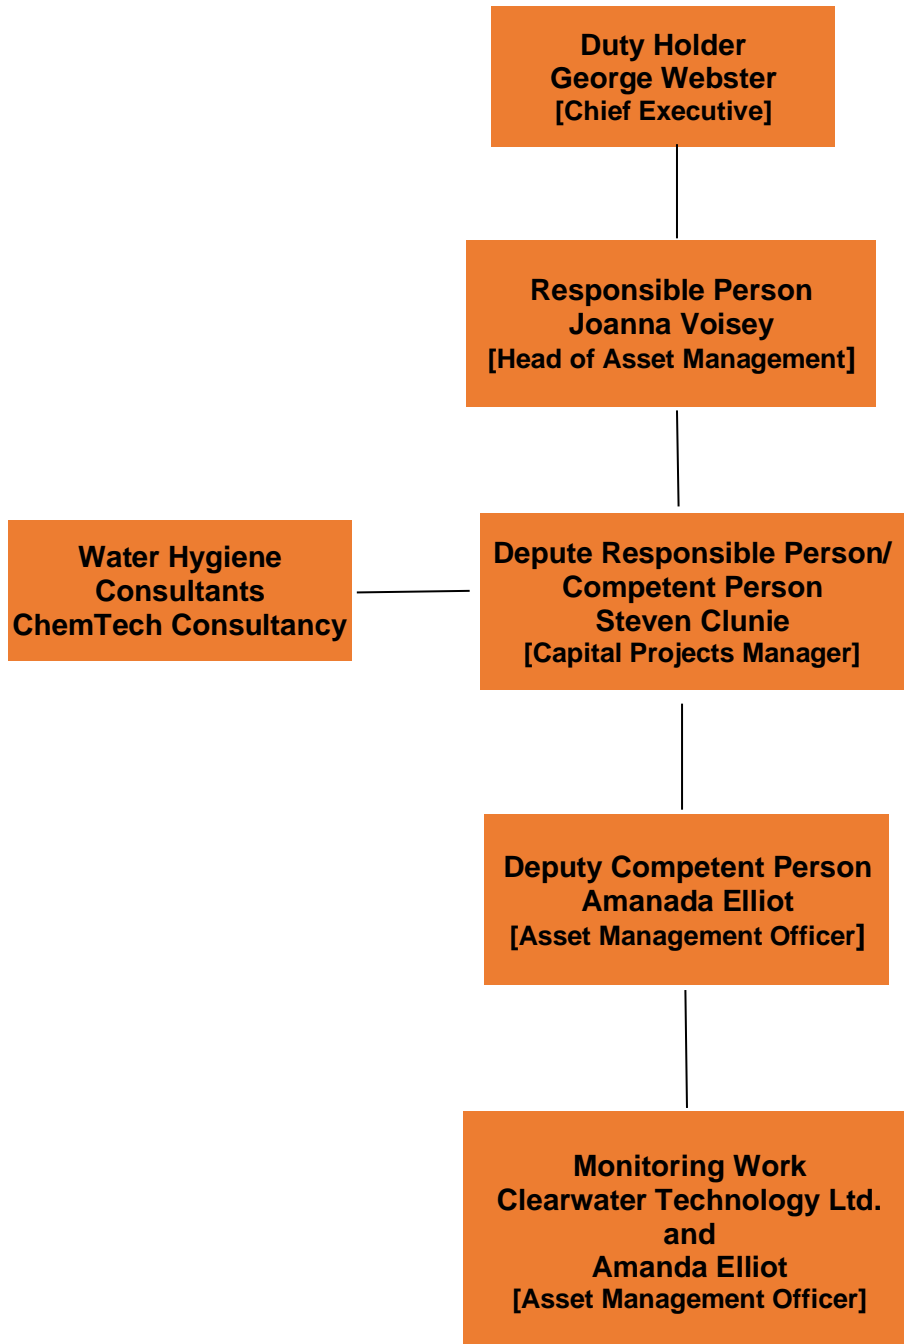 Duty Holder
George Webster
[Chief Executive]
Responsible Person
Joanna Voisey
[Head of Asset Management]
Water Hygiene
Consultants
ChemTech Consultancy
Depute Responsible Person/
Competent Person
Steven Clunie
[Capital Projects Manager]
Deputy Competent Person
Amanada Elliot
[Asset Management Officer]
Monitoring Work
Clearwater Technology Ltd.
and
Amanda Elliot
[Asset Management Officer]